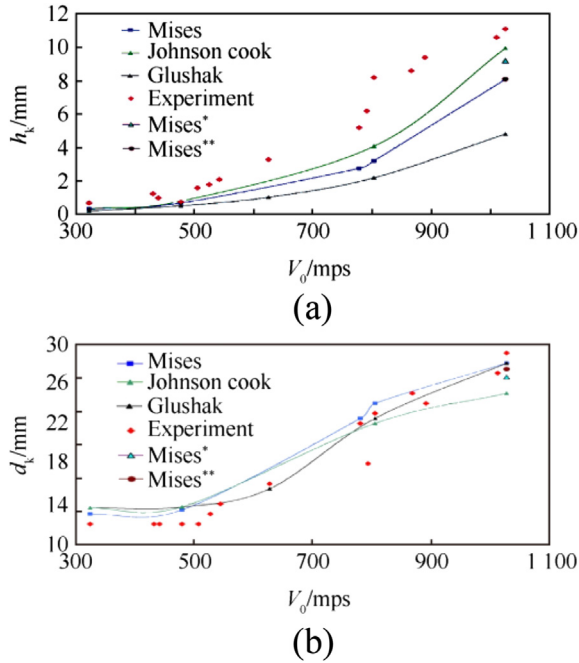 12
10
8
6
4
2
0
h_k/mm
Mises
Johnson cook
Glushak
Experiment
Mises*
Mises**
300
500
700
900
1 100
V_0/mps
(a)
30
26
22
18
14
10
d_k/mm
Mises
Johnson cook
Glushak
Experiment
Mises*
Mises**
300
500
700
900
1 100
V_0/mps
(b)